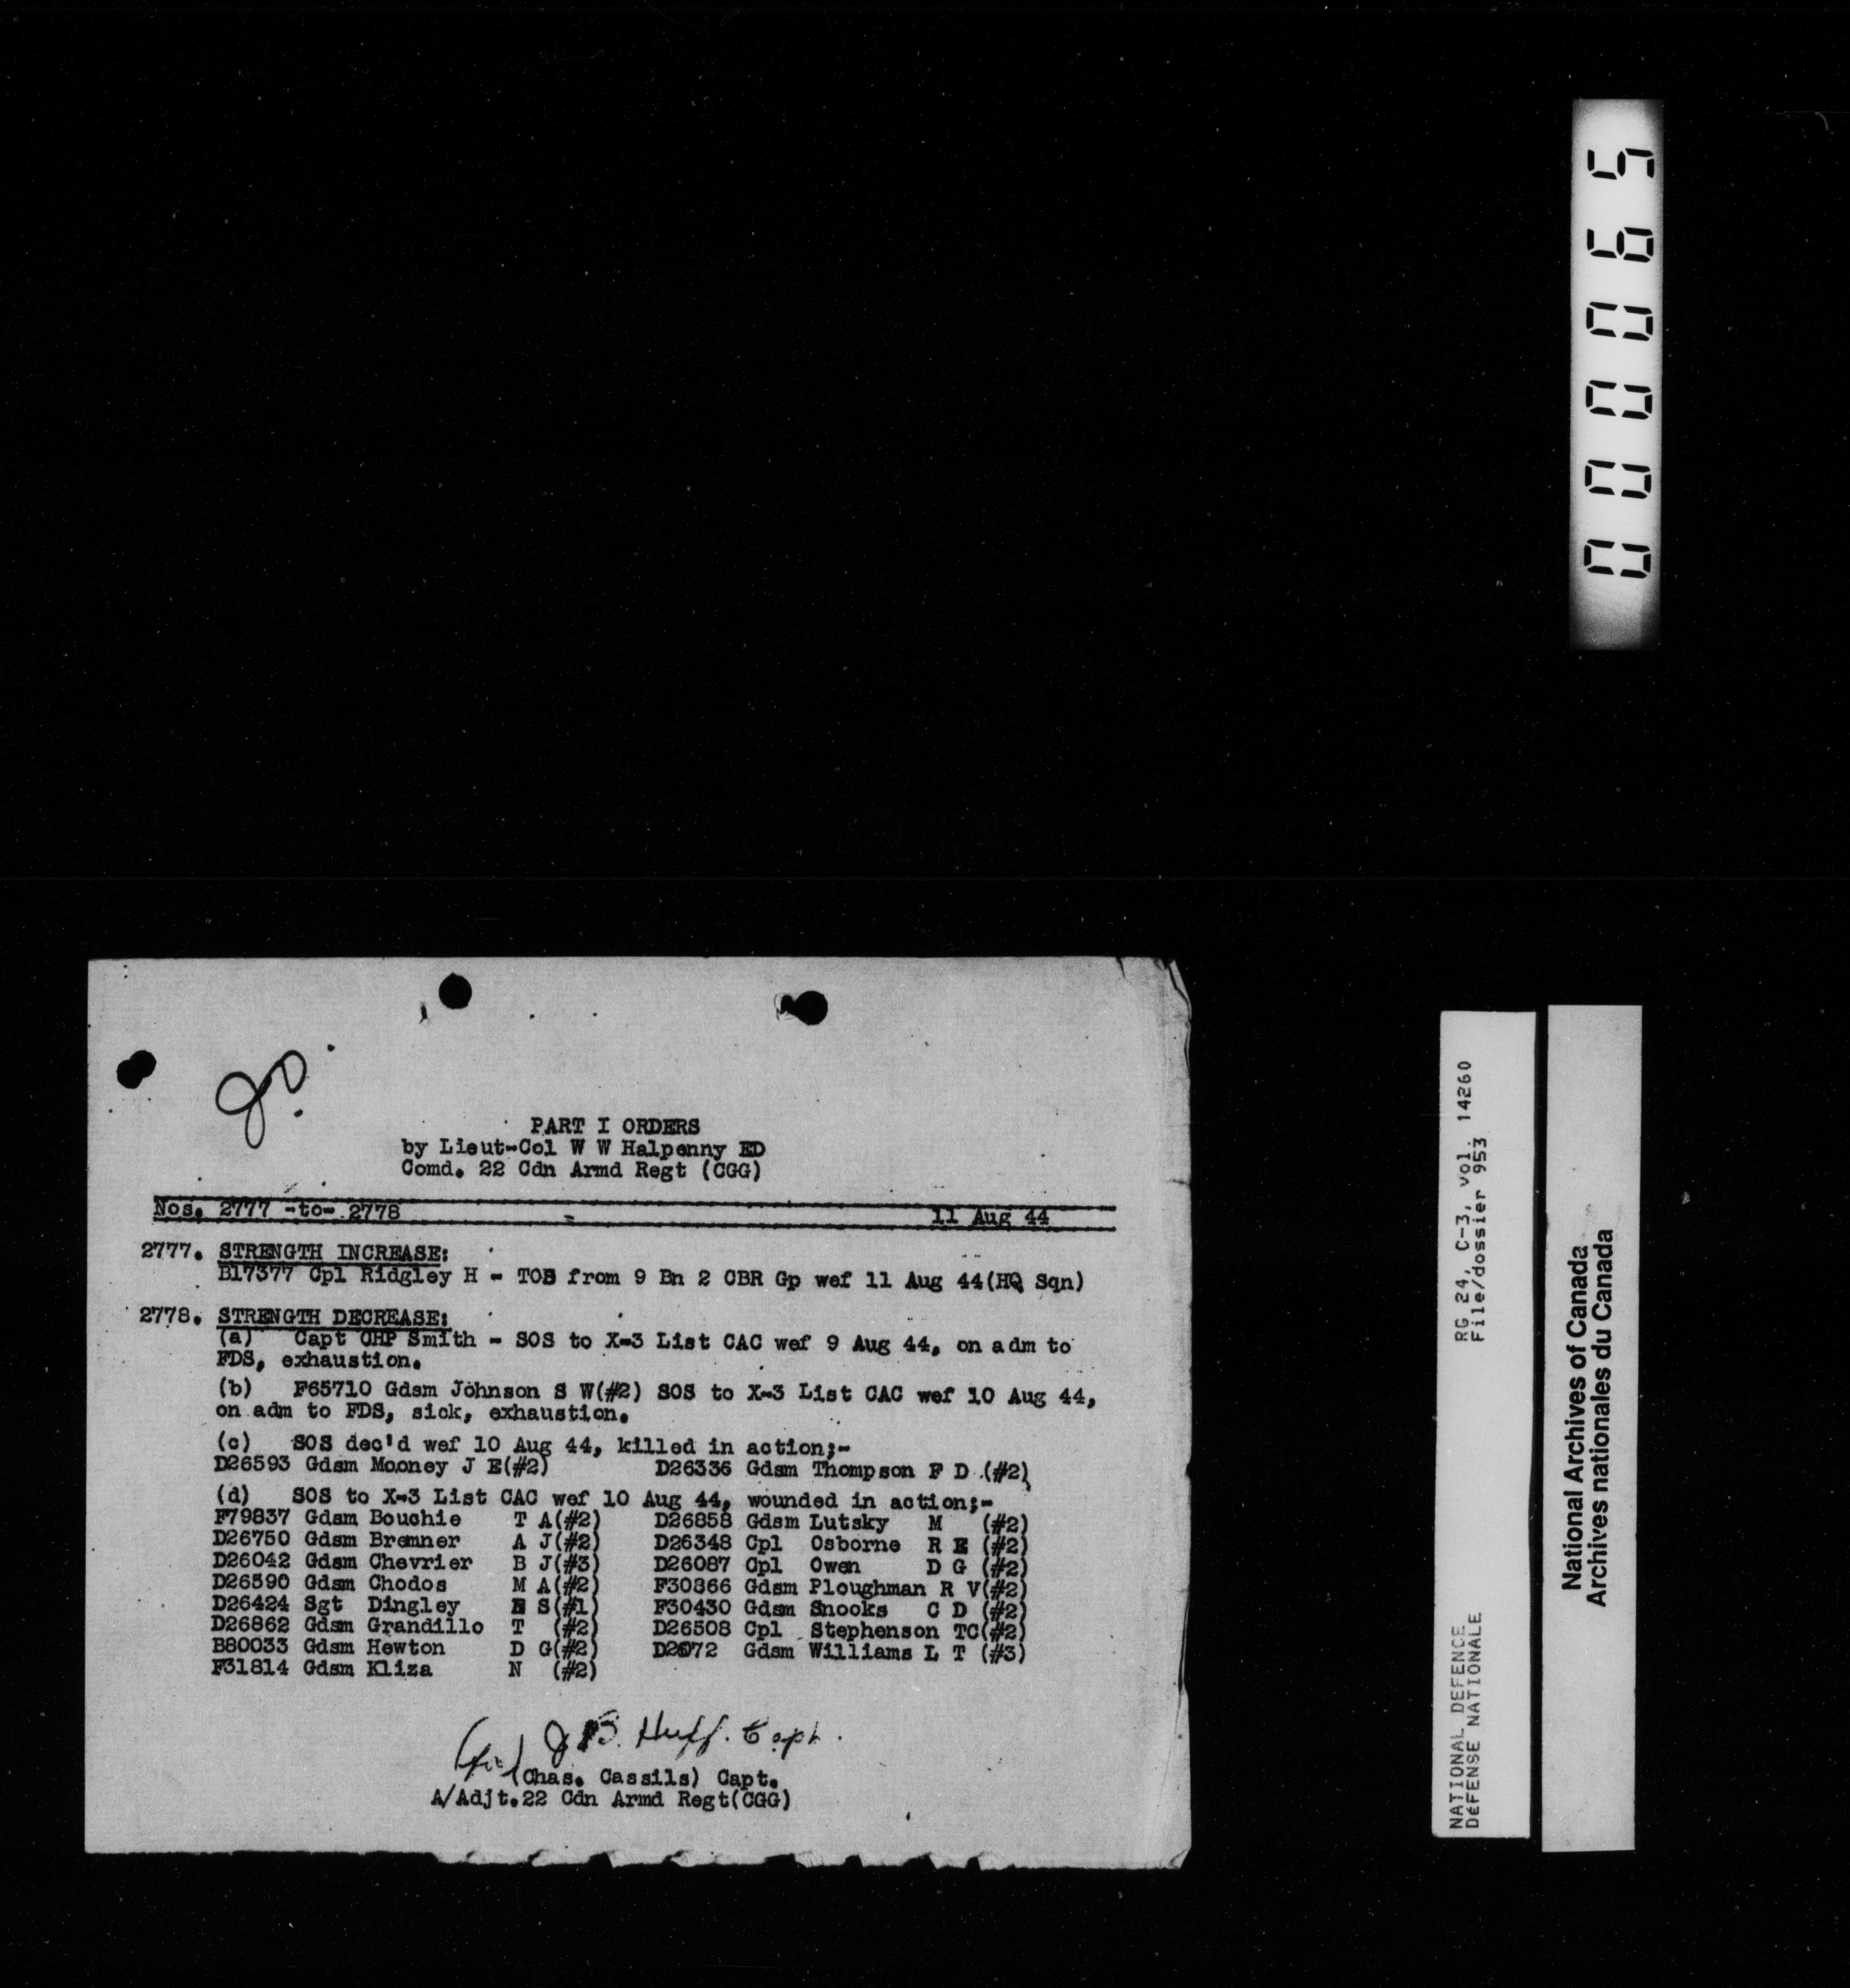 000065
PART I ORDERS
by Lieut-Col W W Halpenny ED
Comd. 22 Cdn Armd Regt (CGG)
Nos. 2777 -to- 2778 - 11 Aug 44
2777. STRENGTH INCREASE:
B17377 Cpl Ridgley H - TOS from 9 Bn 2 CBR Gp wef 11 Aug 44(HQ Sqn)
2778. STRENGTH DECREASE:
(a) Capt OHP Smith - SOS to X-3 List CAC wef 9 Aug 44, on adm to
FDS, exhaustion.
(b) F65710 Gdsm Johnson S W(#2) SOS to X-3 List CAC wef 10 Aug 44,
on adm to FDS, sick, exhaustion.
(c) SOS dec'd wef 10 Aug 44, killed in action;-
D26593 Gdsm Mooney J E(#2) D26336 Gdsm Thompson F D (#2)
(d) SOS to X-3 List CAC wef 10 Aug 44, wounded in action;-
F79837 Gdsm Bouchie T A(#2) D26858 Gdsm Lutsky M (#2)
D26750 Gdsm Bremner A J(#2) D26348 Cpl Osborne R E (#2)
D26042 Gdsm Chevrier B J(#3) D26087 Cpl Owen D G (#2)
D26590 Gdsm Chodos M A(#2) F30866 Gdsm Ploughman R V(#2)
D26424 Sgt Dingley S(#1) F30430 Gdsm Snooks C D (#2)
D26862 Gdsm Grandillo T (#2) D26508 Cpl Stephenson TC(#2)
B80033 Gdsm Hewton D G(#2) Gdsm Williams L T (#3)
F31814 Gdsm Kliza N (#2)
(for) J B. Huff. Capt.
(Chas. Cassils) Capt.
A/Adjt.22 Cdn Armd Regt(CGG)
NATIONAL DEFENCE RG 24, C-3, vol. 14260
DéFENSE NATIONALE File/dossier 953
National Archives of Canada
Archives nationales du Canada